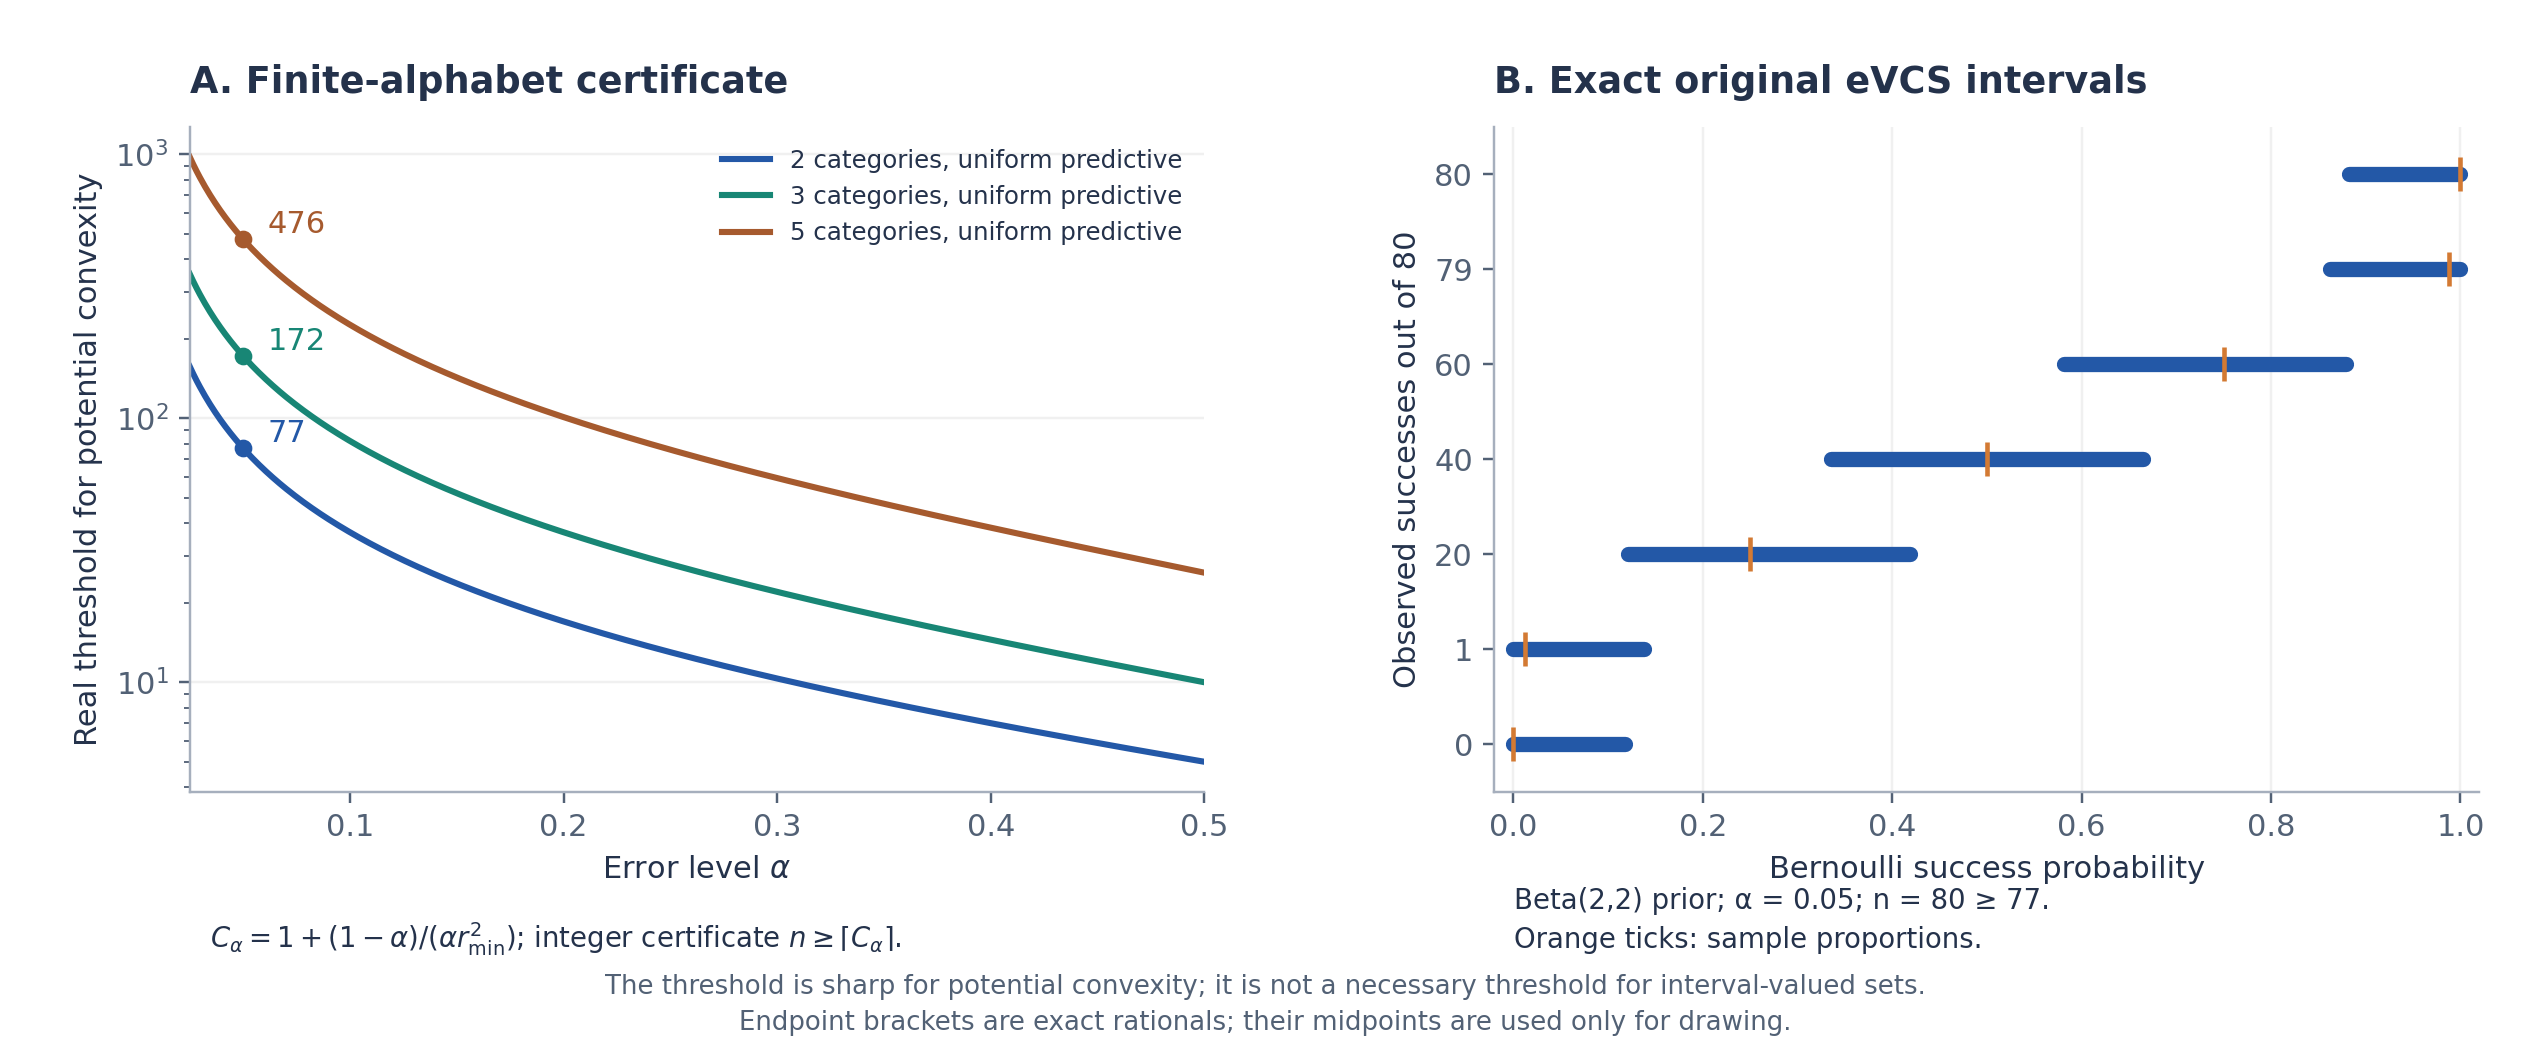 A. Finite-alphabet certificate
Real threshold for potential convexity
10³
10²
10¹
476
172
77
2 categories, uniform predictive
3 categories, uniform predictive
5 categories, uniform predictive
0.1 0.2 0.3 0.4 0.5
Error level α
C_α = 1 + (1 − α)/(αr²_min); integer certificate n ≥ ⌈C_α⌉.
B. Exact original eVCS intervals
Observed successes out of 80
80
79
60
40
20
1
0
0.0 0.2 0.4 0.6 0.8 1.0
Bernoulli success probability
Beta(2,2) prior; α = 0.05; n = 80 ≥ 77.
Orange ticks: sample proportions.
The threshold is sharp for potential convexity; it is not a necessary threshold for interval-valued sets.
Endpoint brackets are exact rationals; their midpoints are used only for drawing.